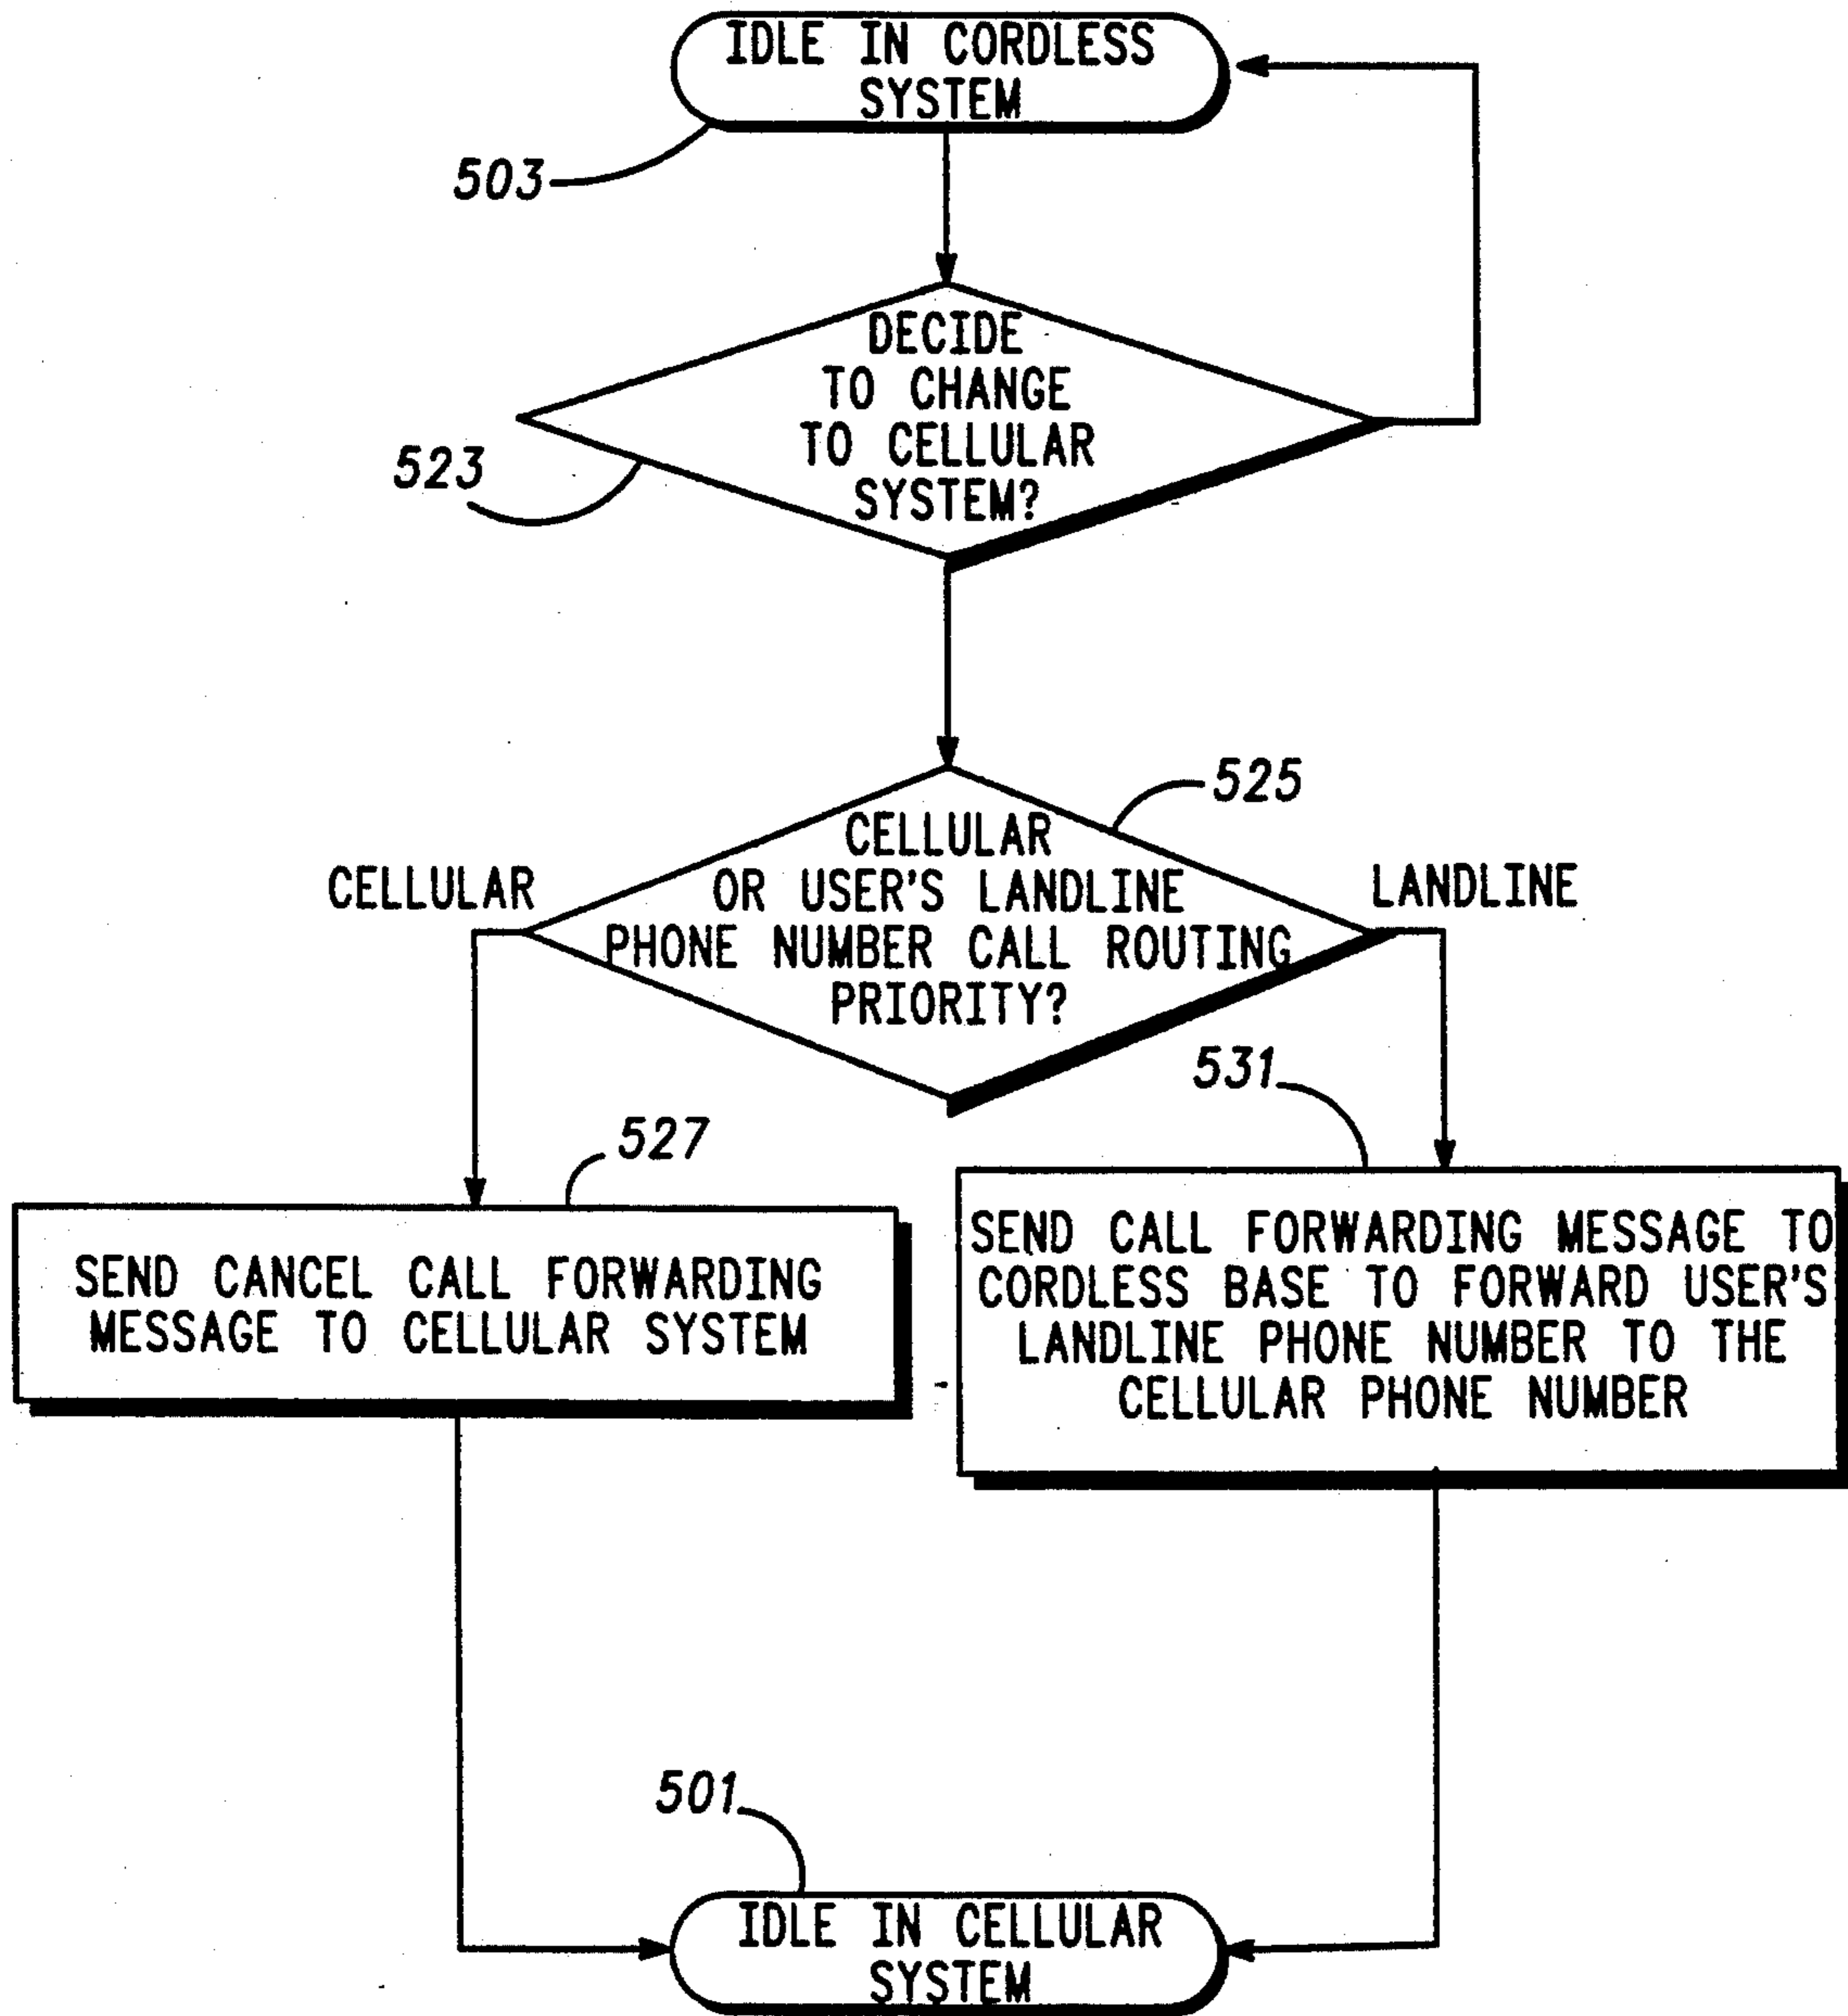 IDLE IN CORDLESS
SYSTEM
503
DECIDE
TO CHANGE
TO CELLULAR
SYSTEM?
523
525
CELLULAR
OR USER'S LANDLINE
PHONE NUMBER CALL ROUTING
PRIORITY?
CELLULAR
LANDLINE
531
527
SEND CANCEL CALL FORWARDING
MESSAGE TO CELLULAR SYSTEM
SEND CALL FORWARDING MESSAGE TO
CORDLESS BASE TO FORWARD USER'S
LANDLINE PHONE NUMBER TO THE
CELLULAR PHONE NUMBER
501
IDLE IN CELLULAR
SYSTEM